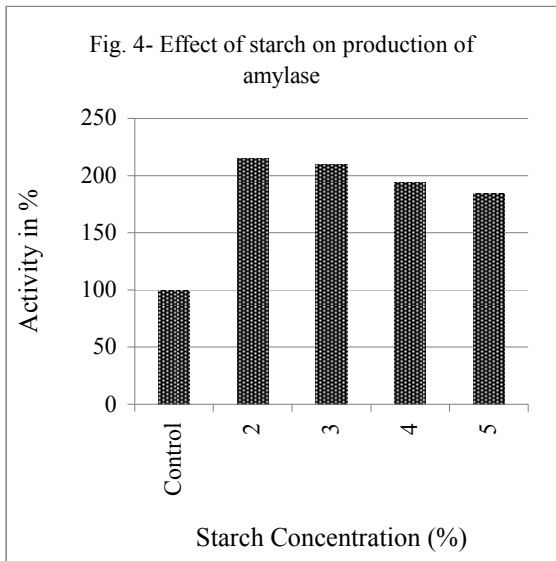 Fig. 4- Effect of starch on production of
amylase
250
200
150
100
50
0
Activity in %
Control
2
3
4
5
Starch Concentration (%)